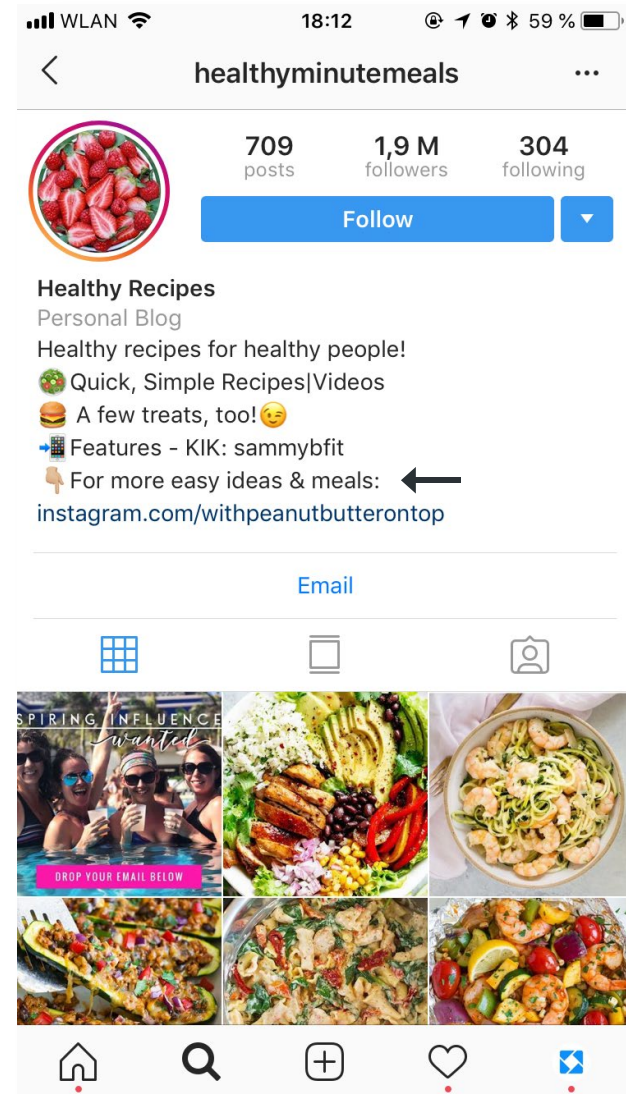 WLAN 18:12 59 %
healthyminutemeals
709 1,9 M 304
posts followers following
Follow
Healthy Recipes
Personal Blog
Healthy recipes for healthy people!
Quick, Simple Recipes|Videos
A few treats, too!
Features - KIK: sammybfit
For more easy ideas & meals:
instagram.com/withpeanutbutterontop
Email
SPIRING INFLUENCE
wanted
DROP YOUR EMAIL BELOW